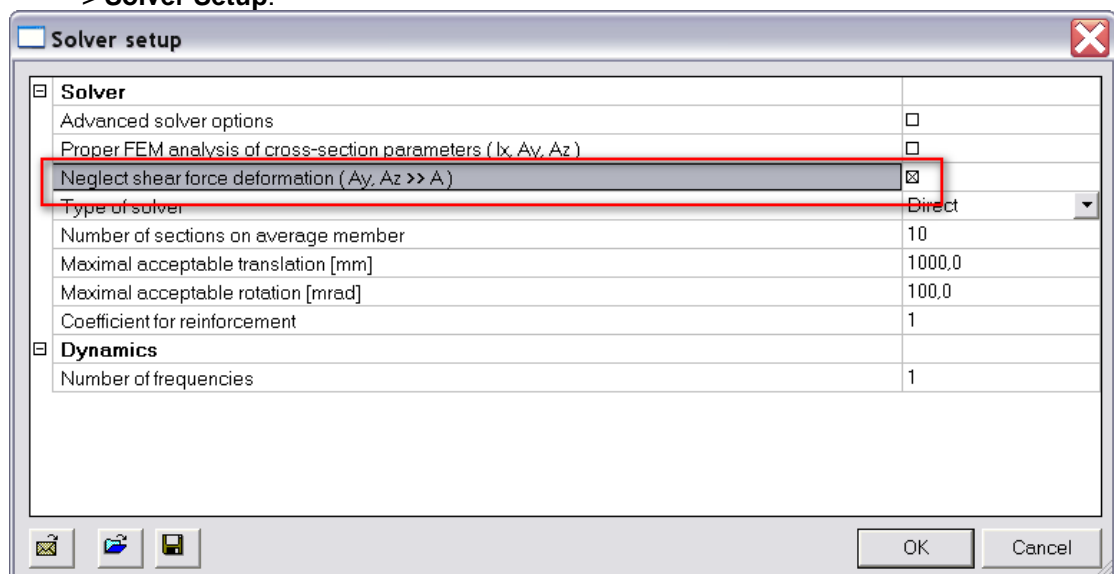 > Solver Setup.
Solver setup
Solver
Advanced solver options
Proper FEM analysis of cross-section parameters ( Ix, Ay, Az )
Neglect shear force deformation ( Ay, Az >> A )
Type of solver Direct
Number of sections on average member 10
Maximal acceptable translation [mm] 1000,0
Maximal acceptable rotation [mrad] 100,0
Coefficient for reinforcement 1
Dynamics
Number of frequencies 1
OK Cancel